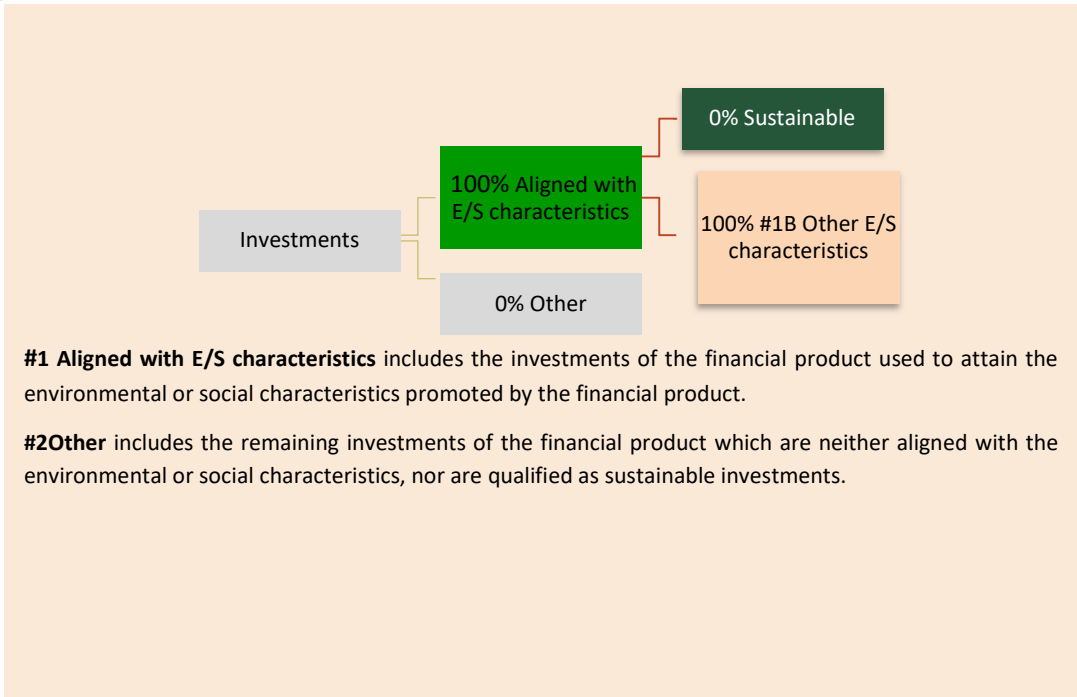 0% Sustainable
100% Aligned with
E/S characteristics
100% #1B Other E/S
characteristics
Investments
0% Other
#1 Aligned with E/S characteristics includes the investments of the financial product used to attain the
environmental or social characteristics promoted by the financial product.
#2Other includes the remaining investments of the financial product which are neither aligned with the
environmental or social characteristics, nor are qualified as sustainable investments.